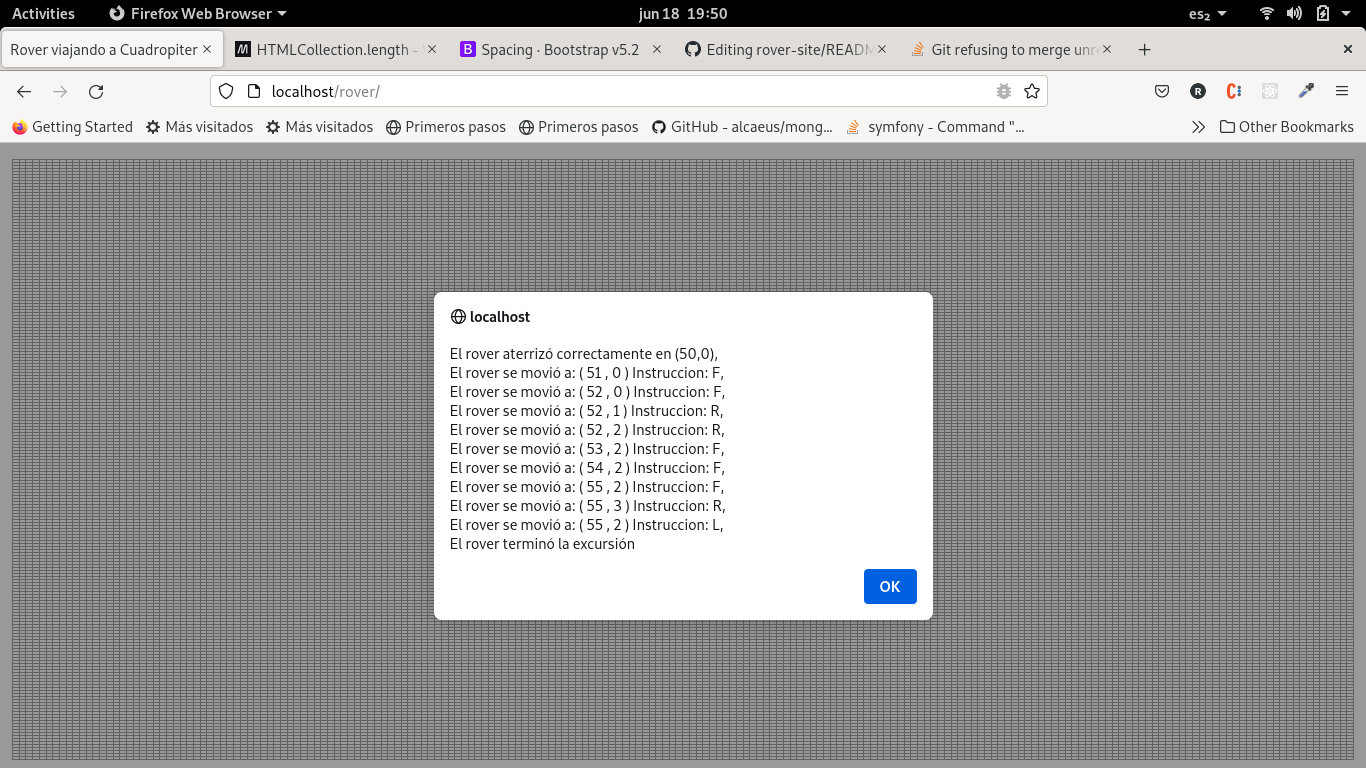 Activities
Firefox Web Browser
jun 18 19:50
es₂
Rover viajando a Cuadropiter
HTMLCollection.length -
Spacing · Bootstrap v5.2
Editing rover-site/READM
Git refusing to merge unre
localhost/rover/
Getting Started
Más visitados
Más visitados
Primeros pasos
Primeros pasos
GitHub - alcaeus/mong...
symfony - Command "...
Other Bookmarks
localhost
El rover aterrizó correctamente en (50,0),
El rover se movió a: ( 51 , 0 ) Instruccion: F,
El rover se movió a: ( 52 , 0 ) Instruccion: F,
El rover se movió a: ( 52 , 1 ) Instruccion: R,
El rover se movió a: ( 52 , 2 ) Instruccion: R,
El rover se movió a: ( 53 , 2 ) Instruccion: F,
El rover se movió a: ( 54 , 2 ) Instruccion: F,
El rover se movió a: ( 55 , 2 ) Instruccion: F,
El rover se movió a: ( 55 , 3 ) Instruccion: R,
El rover se movió a: ( 55 , 2 ) Instruccion: L,
El rover terminó la excursión
OK